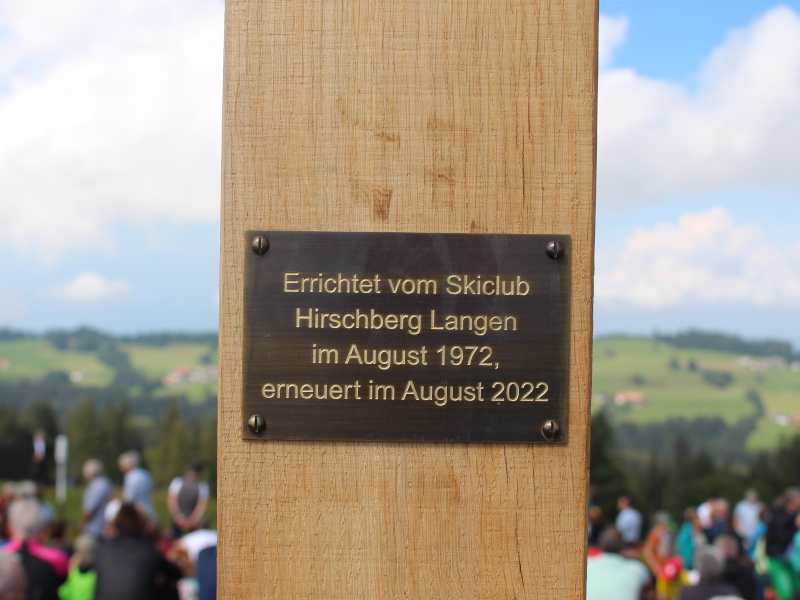 Errichtet vom Skiclub
Hirschberg Langen
im August 1972,
erneuert im August 2022